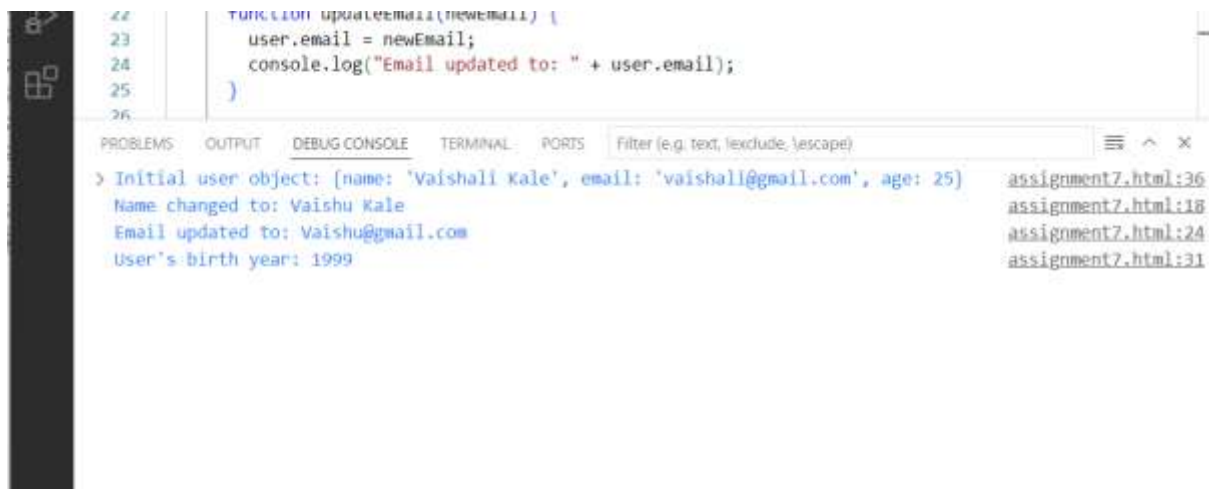 22 function updateEmail(newEmail) {
23 user.email = newEmail;
24 console.log("Email updated to: " + user.email);
25 }
26
PROBLEMS OUTPUT DEBUG CONSOLE TERMINAL PORTS Filter (e.g. text, !exclude, \escape)
> Initial user object: {name: 'Vaishali Kale', email: 'vaishali@gmail.com', age: 25} assignment7.html:36
Name changed to: Vaishu Kale assignment7.html:18
Email updated to: Vaishu@gmail.com assignment7.html:24
User's birth year: 1999 assignment7.html:31